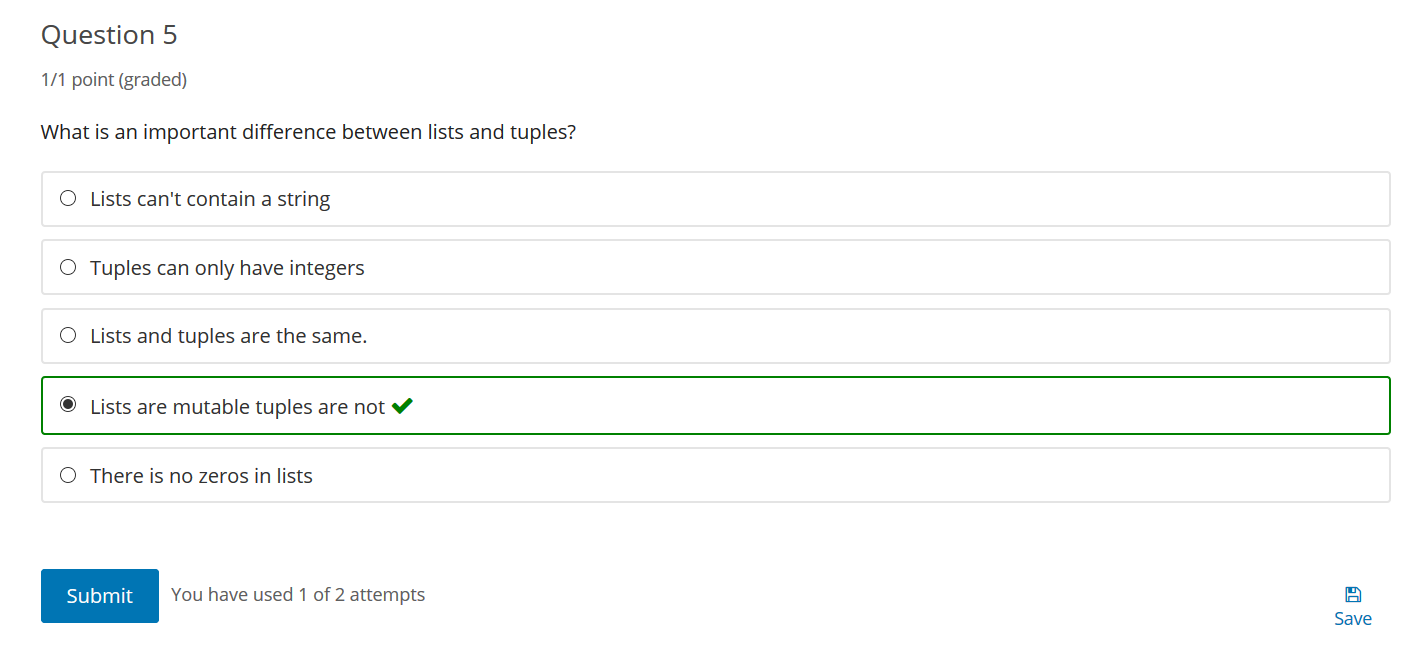 Question 5
1/1 point (graded)
What is an important difference between lists and tuples?
Lists can't contain a string
Tuples can only have integers
Lists and tuples are the same.
Lists are mutable tuples are not
There is no zeros in lists
Submit
You have used 1 of 2 attempts
Save